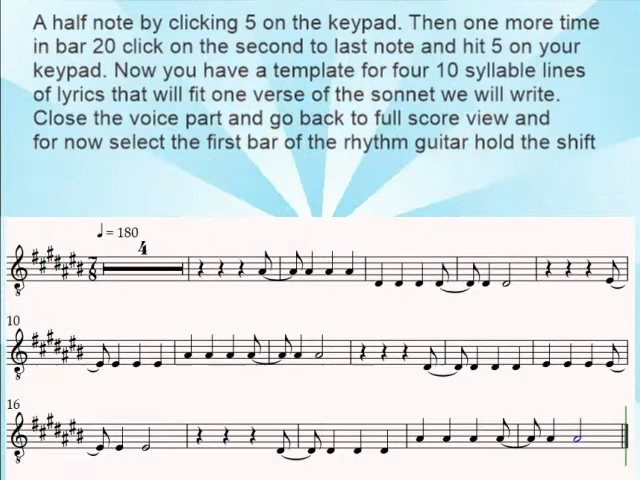 A half note by clicking 5 on the keypad. Then one more time
in bar 20 click on the second to last note and hit 5 on your
keypad. Now you have a template for four 10 syllable lines
of lyrics that will fit one verse of the sonnet we will write.
Close the voice part and go back to full score view and
for now select the first bar of the rhythm guitar hold the shift
= 180
4
7
8
8
10
8
16
8